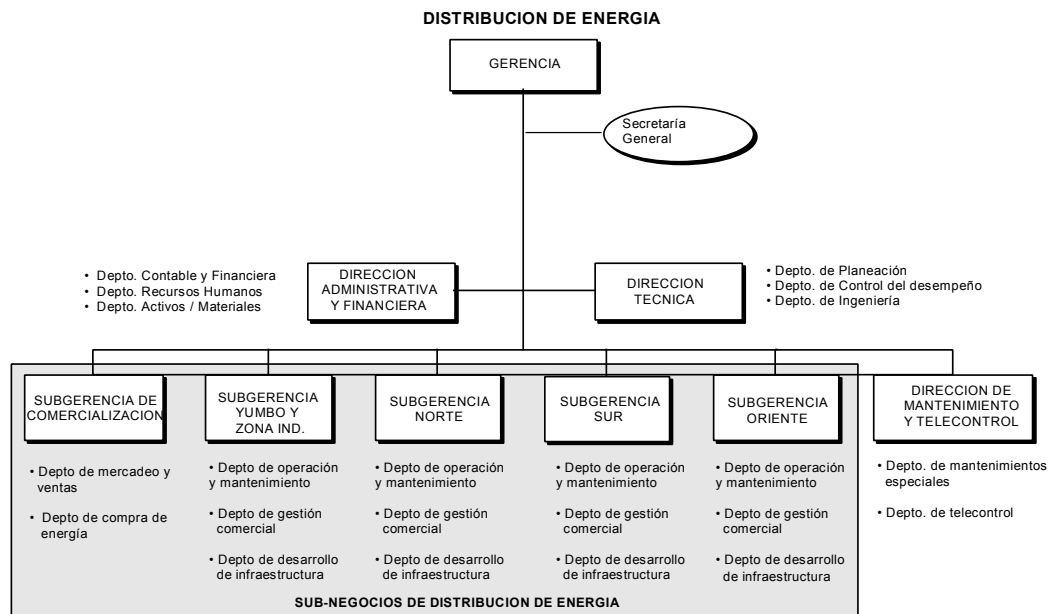 DISTRIBUCION DE ENERGIA
GERENCIA
Secretaría
General
• Depto. Contable y Financiera
• Depto. Recursos Humanos
• Depto. Activos / Materiales
DIRECCION
ADMINISTRATIVA
Y FINANCIERA
DIRECCION
TECNICA
• Depto. de Planeación
• Depto. de Control del desempeño
• Depto. de Ingeniería
SUBGERENCIA DE
COMERCIALIZACION
SUBGERENCIA
YUMBO Y
ZONA IND.
SUBGERENCIA
NORTE
SUBGERENCIA
SUR
SUBGERENCIA
ORIENTE
DIRECCION DE
MANTENIMIENTO
Y TELECONTROL
• Depto de mercadeo y
ventas
• Depto de compra de
energía
• Depto de operación
y mantenimiento
• Depto de gestión
comercial
• Depto de desarrollo
de infraestructura
• Depto de operación
y mantenimiento
• Depto de gestión
comercial
• Depto de desarrollo
de infraestructura
• Depto de operación
y mantenimiento
• Depto de gestión
comercial
• Depto de desarrollo
de infraestructura
• Depto de operación
y mantenimiento
• Depto de gestión
comercial
• Depto de desarrollo
de infraestructura
• Depto. de mantenimientos
especiales
• Depto. de telecontrol
SUB-NEGOCIOS DE DISTRIBUCION DE ENERGIA